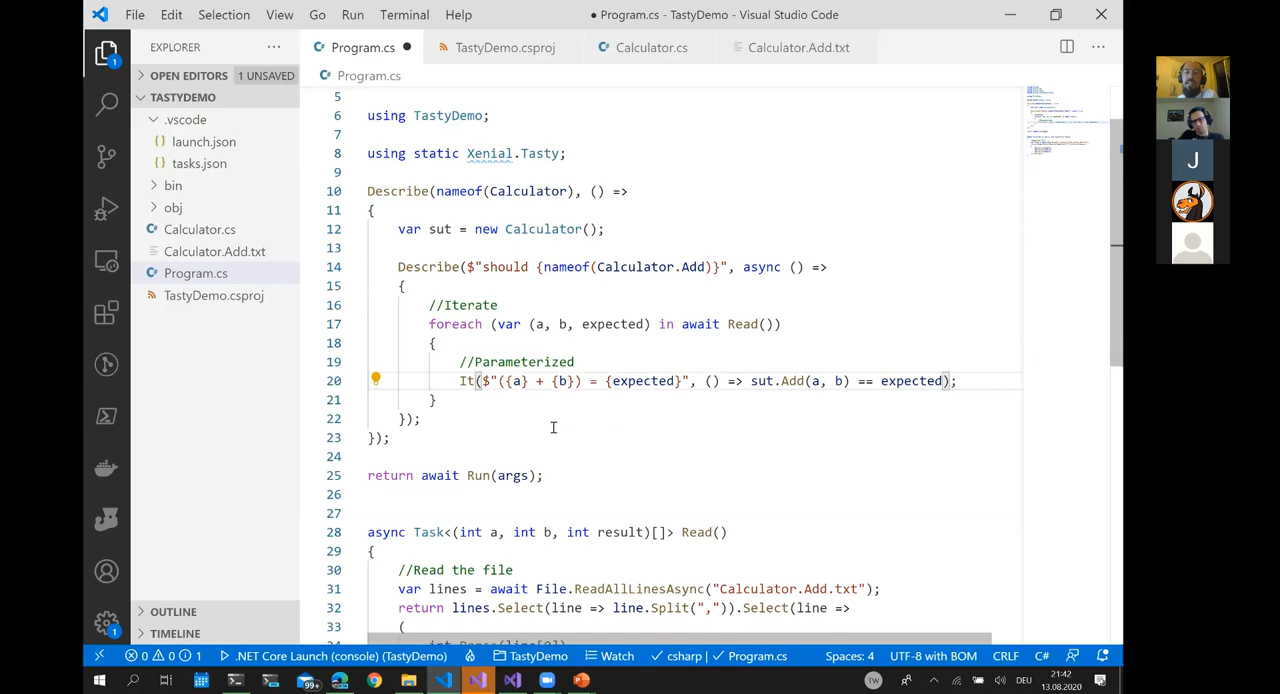 File Edit Selection View Go Run Terminal Help ● Program.cs - TastyDemo - Visual Studio Code
EXPLORER
OPEN EDITORS 1 UNSAVED
TASTYDEMO
.vscode
launch.json
tasks.json
bin
obj
Calculator.cs
Calculator.Add.txt
Program.cs
TastyDemo.csproj
OUTLINE
TIMELINE
1
1
Program.cs TastyDemo.csproj Calculator.cs Calculator.Add.txt
Program.cs
5
6 using TastyDemo;
7
8 using static Xenial.Tasty;
9
10 Describe(nameof(Calculator), () =>
11 {
12 var sut = new Calculator();
13
14 Describe($"should {nameof(Calculator.Add)}", async () =>
15 {
16 //Iterate
17 foreach (var (a, b, expected) in await Read())
18 {
19 //Parameterized
20 It($"({a} + {b}) = {expected}", () => sut.Add(a, b) == expected);
21 }
22 });
23 });
24
25 return await Run(args);
26
27
28 async Task<(int a, int b, int result)[]> Read()
29 {
30 //Read the file
31 var lines = await File.ReadAllLinesAsync("Calculator.Add.txt");
32 return lines.Select(line => line.Split(",")).Select(line =>
33 (
J
0 0 1 .NET Core Launch (console) (TastyDemo) TastyDemo Watch csharp | Program.cs Spaces: 4 UTF-8 with BOM CRLF C#
99+ TW DEU 21:42
13.08.2020